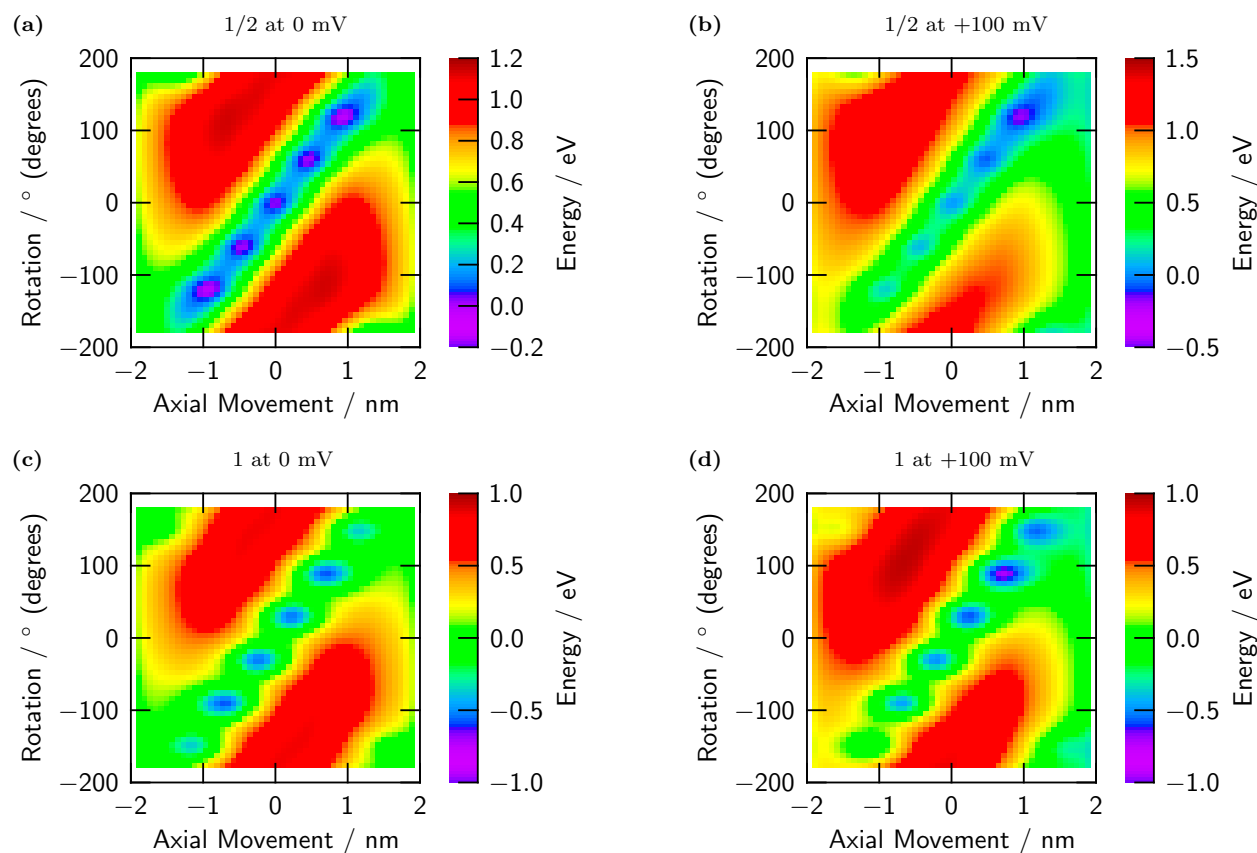 (a)
1/2 at 0 mV
200
100
0
−100
−200
Rotation / ° (degrees)
−2 −1 0 1 2
Axial Movement / nm
1.2
1.0
0.8
0.6
0.4
0.2
0.0
−0.2
Energy / eV
(b)
1/2 at +100 mV
200
100
0
−100
−200
Rotation / ° (degrees)
−2 −1 0 1 2
Axial Movement / nm
1.5
1.0
0.5
0.0
−0.5
Energy / eV
(c)
1 at 0 mV
200
100
0
−100
−200
Rotation / ° (degrees)
−2 −1 0 1 2
Axial Movement / nm
1.0
0.5
0.0
−0.5
−1.0
Energy / eV
(d)
1 at +100 mV
200
100
0
−100
−200
Rotation / ° (degrees)
−2 −1 0 1 2
Axial Movement / nm
1.0
0.5
0.0
−0.5
−1.0
Energy / eV